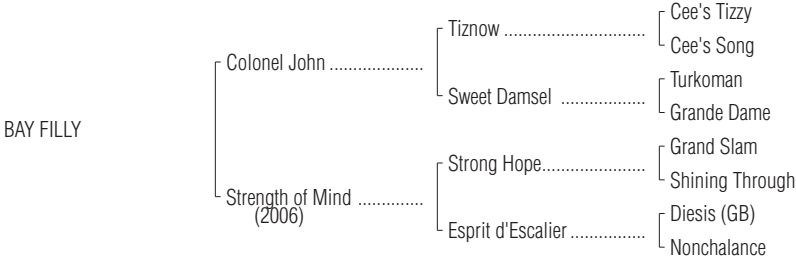 Cee's Tizzy
Tiznow ..............................
Cee's Song
Colonel John ....................
Turkoman
Sweet Damsel ..................
Grande Dame
BAY FILLY
Grand Slam
Strong Hope......................
Shining Through
Strength of Mind ..............
(2006)
Diesis (GB)
Esprit d'Escalier ................
Nonchalance